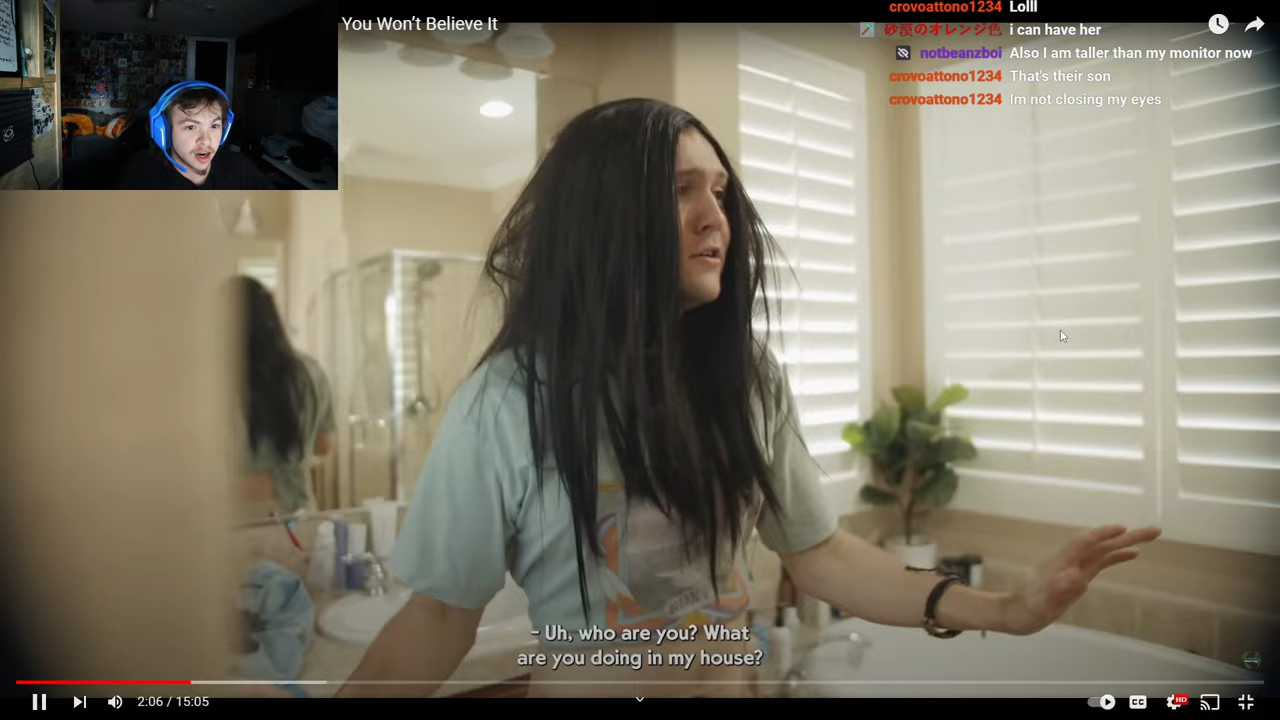 You Won’t Believe It
crovoattono1234 Lolll
砂漠のオレンジ色 i can have her
notbeanzboi Also I am taller than my monitor now
crovoattono1234 That's their son
crovoattono1234 Im not closing my eyes
- Uh, who are you? What
are you doing in my house?
2:06 / 15:05
CC
HD